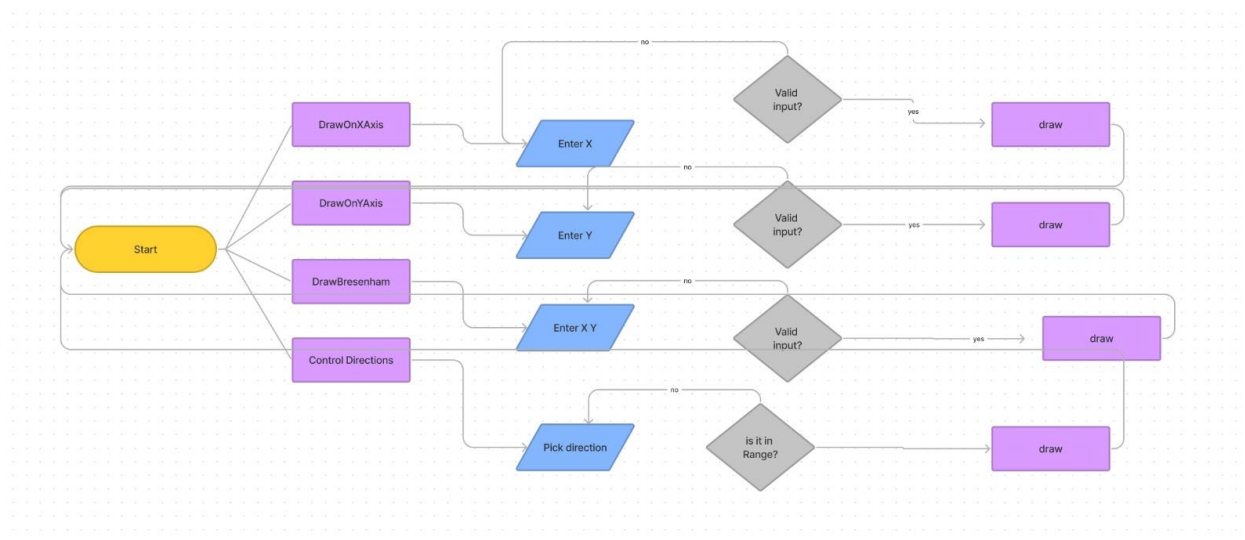 no
Valid
input?
yes
DrawOnXAxis
Enter X
draw
no
DrawOnYAxis
Enter Y
Valid
input?
yes
draw
Start
DrawBresenham
no
Enter X Y
Valid
input?
yes
draw
Control Directions
no
Pick direction
is it in
Range?
draw